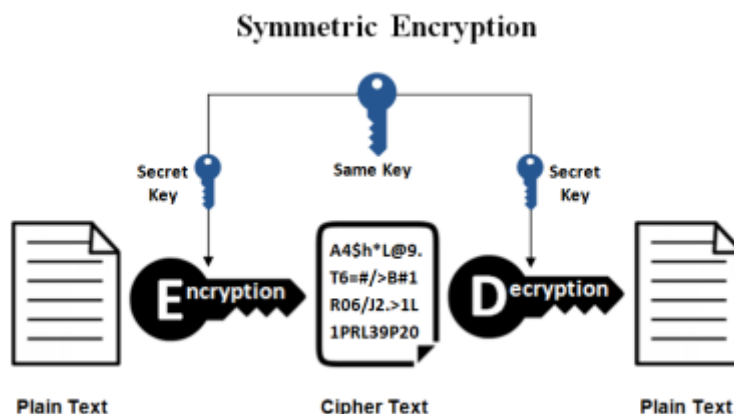 Symmetric Encryption
Secret
Key
Same Key
Secret
Key
A4$h*L@9.
T6=#/>B#1
R06/J2.>1L
1PRL39P20
Encryption
Decryption
Plain Text
Cipher Text
Plain Text